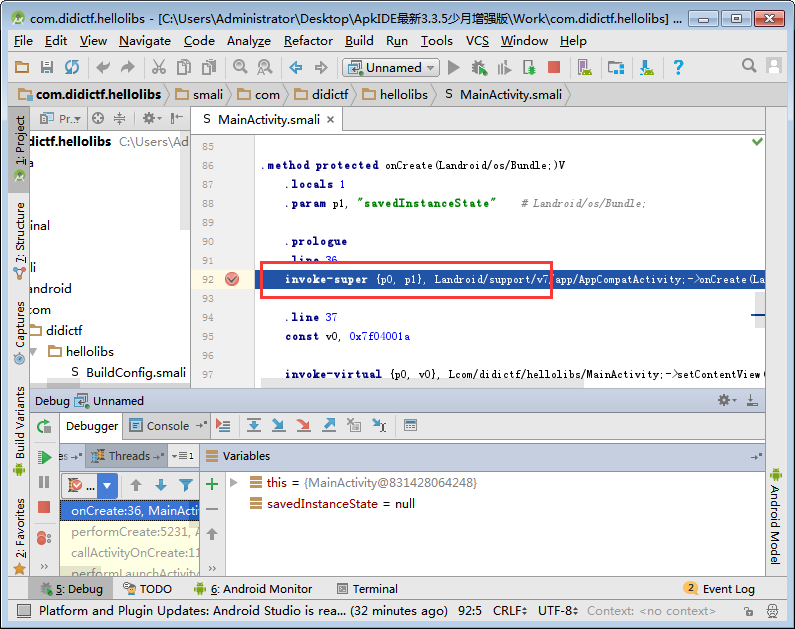 com.didictf.hellolibs - [C:\Users\Administrator\Desktop\ApkIDE最新3.3.5少月增强版\Work\com.didictf.hellolibs] ...
File Edit View Navigate Code Analyze Refactor Build Run Tools VCS Window Help
Unnamed
com.didictf.hellolibs smali com didictf hellolibs S MainActivity.smali
1: Project
7: Structure
Captures
Build Variants
2: Favorites
Pr...
S MainActivity.smali
dictf.hellolibs C:\Users\Ad
a
inal
li
android
com
didictf
hellolibs
S BuildConfig.smali
85
86 .method protected onCreate(Landroid/os/Bundle;)V
87 .locals 1
88 .param p1, "savedInstanceState" # Landroid/os/Bundle;
89
90 .prologue
91 .line 36
92 invoke-super {p0, p1}, Landroid/support/v7/app/AppCompatActivity;->onCreate(La
93
94 .line 37
95 const v0, 0x7f04001a
96
97 invoke-virtual {p0, v0}, Lcom/didictf/hellolibs/MainActivity;->setContentView(
Debug Unnamed
Debugger Console
es Threads 1 Variables
...
onCreate:36, MainActi
performCreate:5231, A
callActivityOnCreate:11
performLaunchActivity
this = {MainActivity@831428064248}
savedInstanceState = null
Android Model
5: Debug TODO 6: Android Monitor Terminal 2 Event Log
Platform and Plugin Updates: Android Studio is rea... (32 minutes ago) 92:5 CRLF UTF-8 Context: <no context>